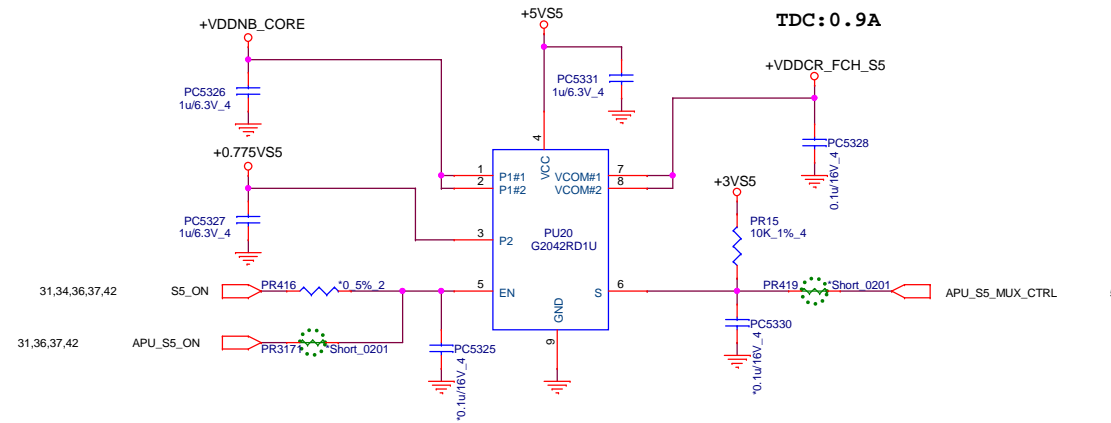 +5VS5
TDC:0.9A
+VDDNB_CORE
+VDDCR_FCH_S5
PC5331
1u/6.3V_4
PC5326
1u/6.3V_4
4
VCC
PC5328
0.1u/16V_4
+0.775VS5
1
P1#1
VCOM#1
7
2
P1#2
VCOM#2
8
+3VS5
PC5327
1u/6.3V_4
PR15
10K_1%_4
3
P2
PU20
G2042RD1U
31,34,36,37,42
S5_ON
PR416
*0_5%_2
5
EN
S
6
PR419
*Short_0201
APU_S5_MUX_CTRL
GND
9
31,36,37,42
APU_S5_ON
PR3171
*Short_0201
PC5325
*0.1u/16V_4
PC5330
*0.1u/16V_4